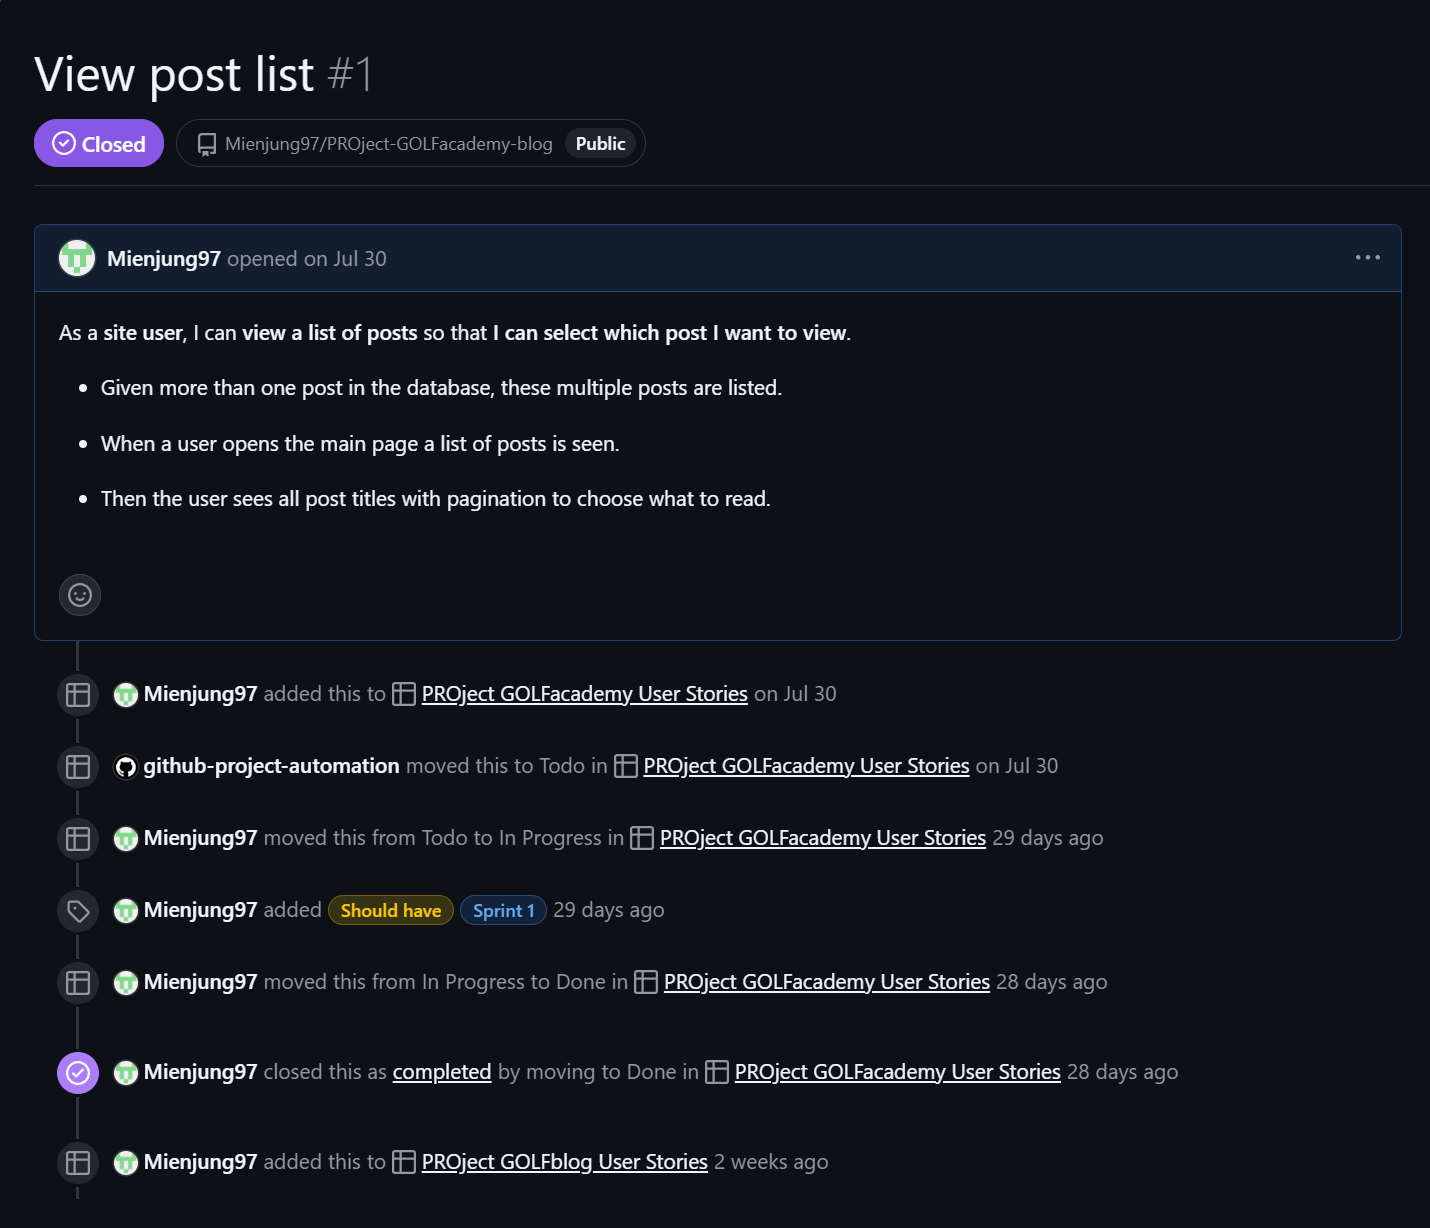 View post list #1
Closed
Mienjung97/PROject-GOLFacademy-blog Public
Mienjung97 opened on Jul 30
As a site user, I can view a list of posts so that I can select which post I want to view.
Given more than one post in the database, these multiple posts are listed.
When a user opens the main page a list of posts is seen.
Then the user sees all post titles with pagination to choose what to read.
Mienjung97 added this to PROject GOLFacademy User Stories on Jul 30
github-project-automation moved this to Todo in PROject GOLFacademy User Stories on Jul 30
Mienjung97 moved this from Todo to In Progress in PROject GOLFacademy User Stories 29 days ago
Mienjung97 added Should have Sprint 1 29 days ago
Mienjung97 moved this from In Progress to Done in PROject GOLFacademy User Stories 28 days ago
Mienjung97 closed this as completed by moving to Done in PROject GOLFacademy User Stories 28 days ago
Mienjung97 added this to PROject GOLFblog User Stories 2 weeks ago